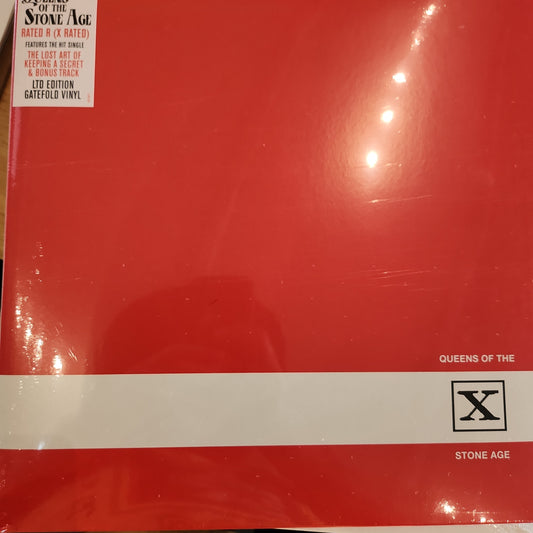 QUEENS
OF THE
STONE AGE
RATED R (X RATED)
FEATURES THE HIT SINGLE
THE LOST ART OF
KEEPING A SECRET
& BONUS TRACK
LTD EDITION
GATEFOLD VINYL
QUEENS OF THE
X
STONE AGE